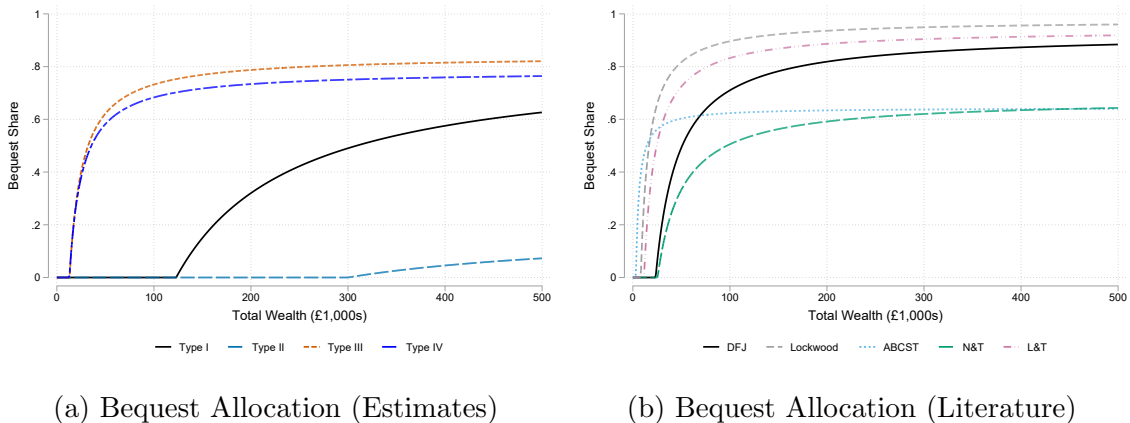 1
.8
.6
.4
.2
0
Bequest Share
0 100 200 300 400 500
Total Wealth (£1,000s)
Type I Type II Type III Type IV
(a) Bequest Allocation (Estimates)
1
.8
.6
.4
.2
0
Bequest Share
0 100 200 300 400 500
Total Wealth (£1,000s)
DFJ Lockwood ABCST N&T L&T
(b) Bequest Allocation (Literature)